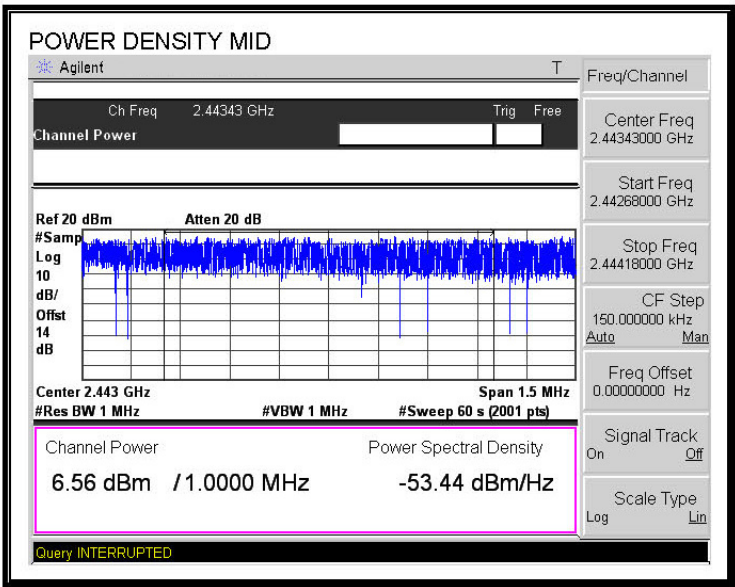 POWER DENSITY MID
Agilent T
Ch Freq 2.44343 GHz Trig Free
Channel Power
Ref 20 dBm Atten 20 dB
#Samp
Log
10
dB/
Offst
14
dB
Center 2.443 GHz Span 1.5 MHz
#Res BW 1 MHz #VBW 1 MHz #Sweep 60 s (2001 pts)
Channel Power Power Spectral Density
6.56 dBm / 1.0000 MHz -53.44 dBm/Hz
Query INTERRUPTED
Freq/Channel
Center Freq
2.44343000 GHz
Start Freq
2.44268000 GHz
Stop Freq
2.44418000 GHz
CF Step
150.000000 kHz
Auto Man
Freq Offset
0.00000000 Hz
Signal Track
On Off
Scale Type
Log Lin